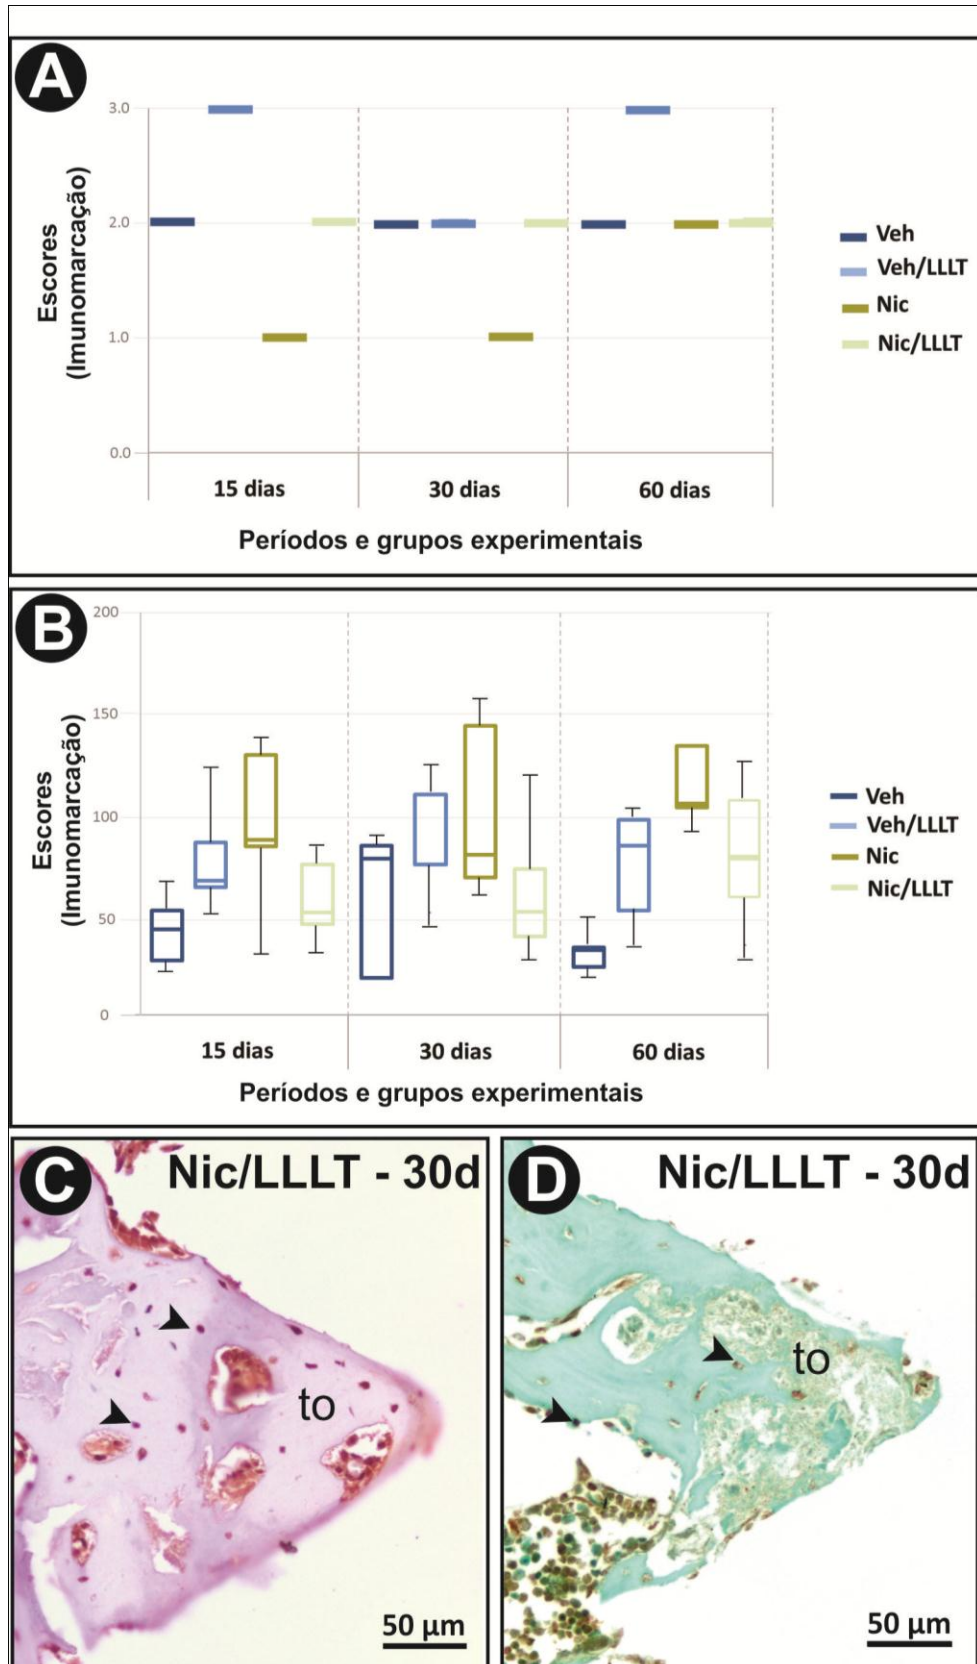 A
3.0
2.0
1.0
0.0
Escores
(Imunomarcação)
15 dias
30 dias
60 dias
Períodos e grupos experimentais
Veh
Veh/LLLT
Nic
Nic/LLLT
B
200
150
100
50
0
Escores
(Imunomarcação)
15 dias
30 dias
60 dias
Períodos e grupos experimentais
Veh
Veh/LLLT
Nic
Nic/LLLT
C
Nic/LLLT - 30d
to
50 µm
D
Nic/LLLT - 30d
to
50 µm